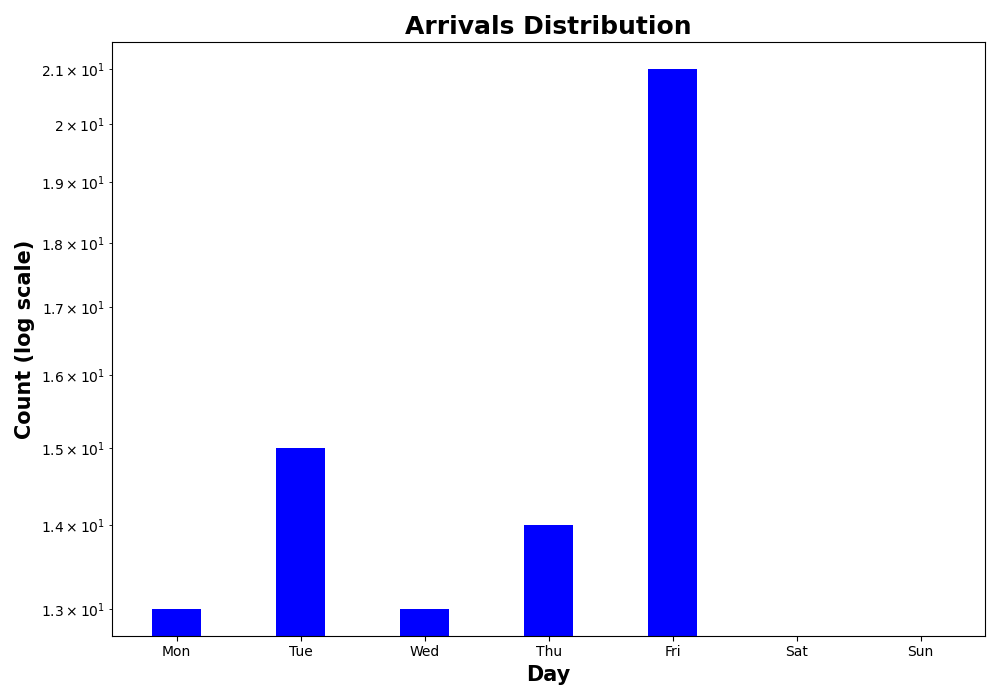 Arrivals Distribution
2.1 × 10¹
2 × 10¹
1.9 × 10¹
1.8 × 10¹
1.7 × 10¹
1.6 × 10¹
1.5 × 10¹
1.4 × 10¹
1.3 × 10¹
Count (log scale)
Mon Tue Wed Thu Fri Sat Sun
Day